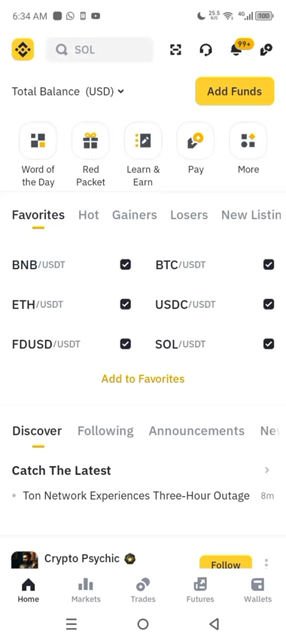 6:34 AM
25.5 K/s
4G
100
SOL
99+
Total Balance (USD)
Add Funds
Word of the Day
Red Packet
Learn & Earn
Pay
More
Favorites Hot Gainers Losers New Listin
BNB/USDT BTC/USDT
ETH/USDT USDC/USDT
FDUSD/USDT SOL/USDT
Add to Favorites
Discover Following Announcements Ne
Catch The Latest
Ton Network Experiences Three-Hour Outage 8m
Crypto Psychic
Follow
Home Markets Trades Futures Wallets